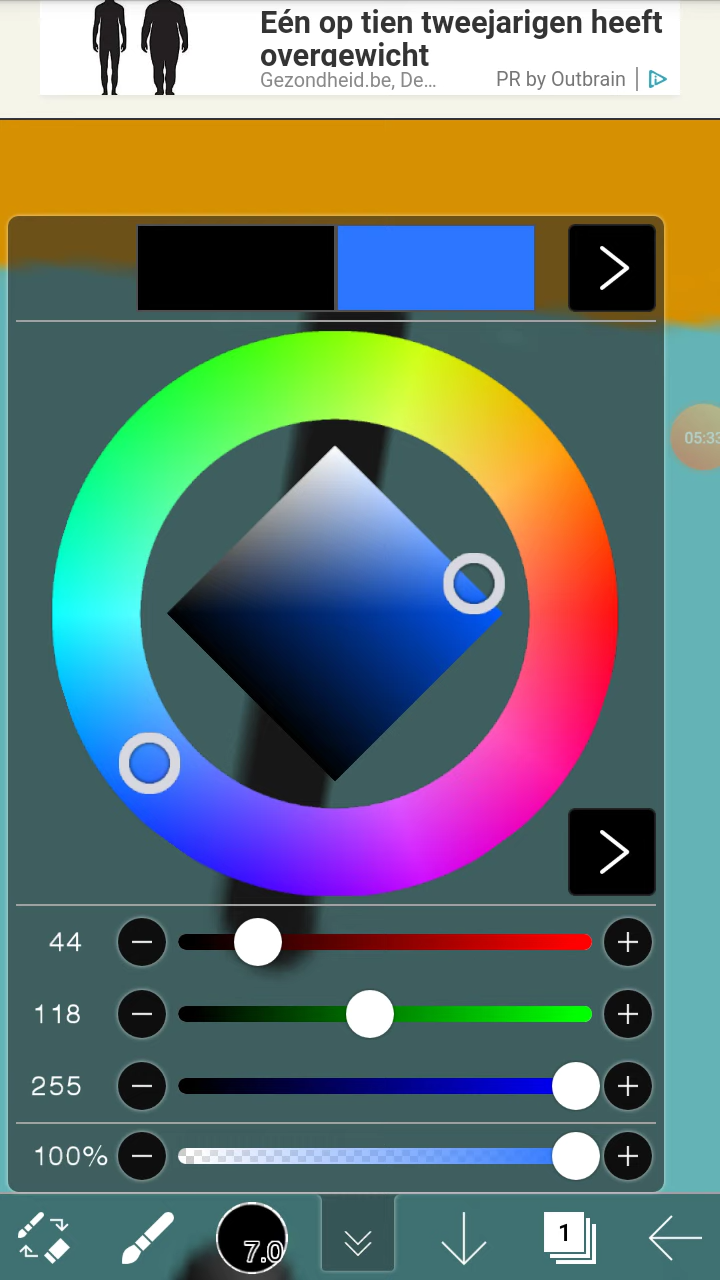 Eén op tien tweejarigen heeft
overgewicht
Gezondheid.be, De... PR by Outbrain
05:33
44
118
255
100%
7.0
1